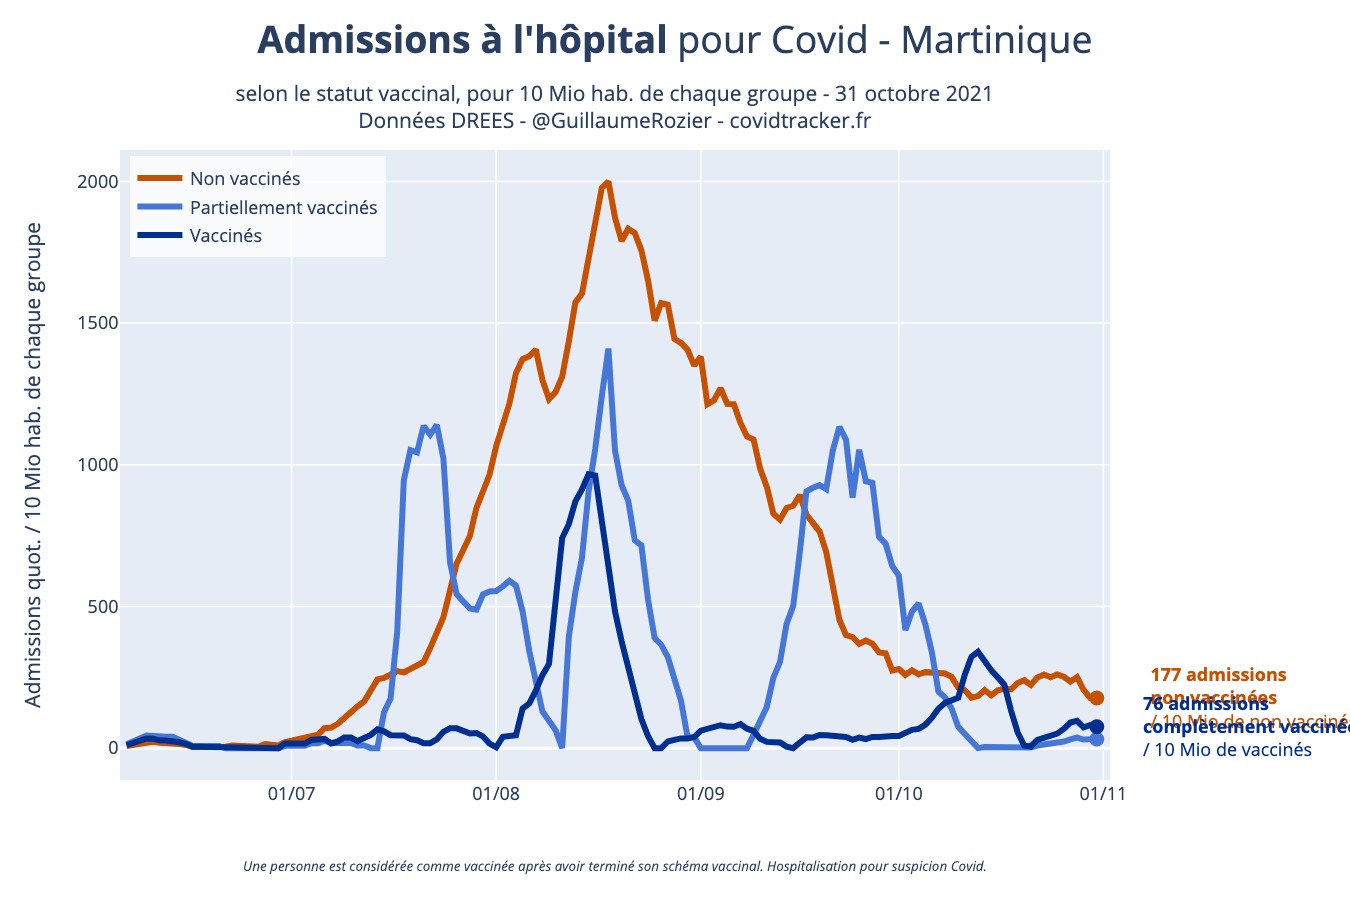 Admissions à l'hôpital pour Covid - Martinique
selon le statut vaccinal, pour 10 Mio hab. de chaque groupe - 31 octobre 2021
Données DREES - @GuillaumeRozier - covidtracker.fr
Admissions quot. / 10 Mio hab. de chaque groupe
Non vaccinés
Partiellement vaccinés
Vaccinés
2000
1500
1000
500
0
01/07
01/08
01/09
01/10
01/11
177 admissions
non vaccinées
/ 10 Mio de non vaccinés
76 admissions
complètement vacciné
/ 10 Mio de vaccinés
Une personne est considérée comme vaccinée après avoir terminé son schéma vaccinal. Hospitalisation pour suspicion Covid.